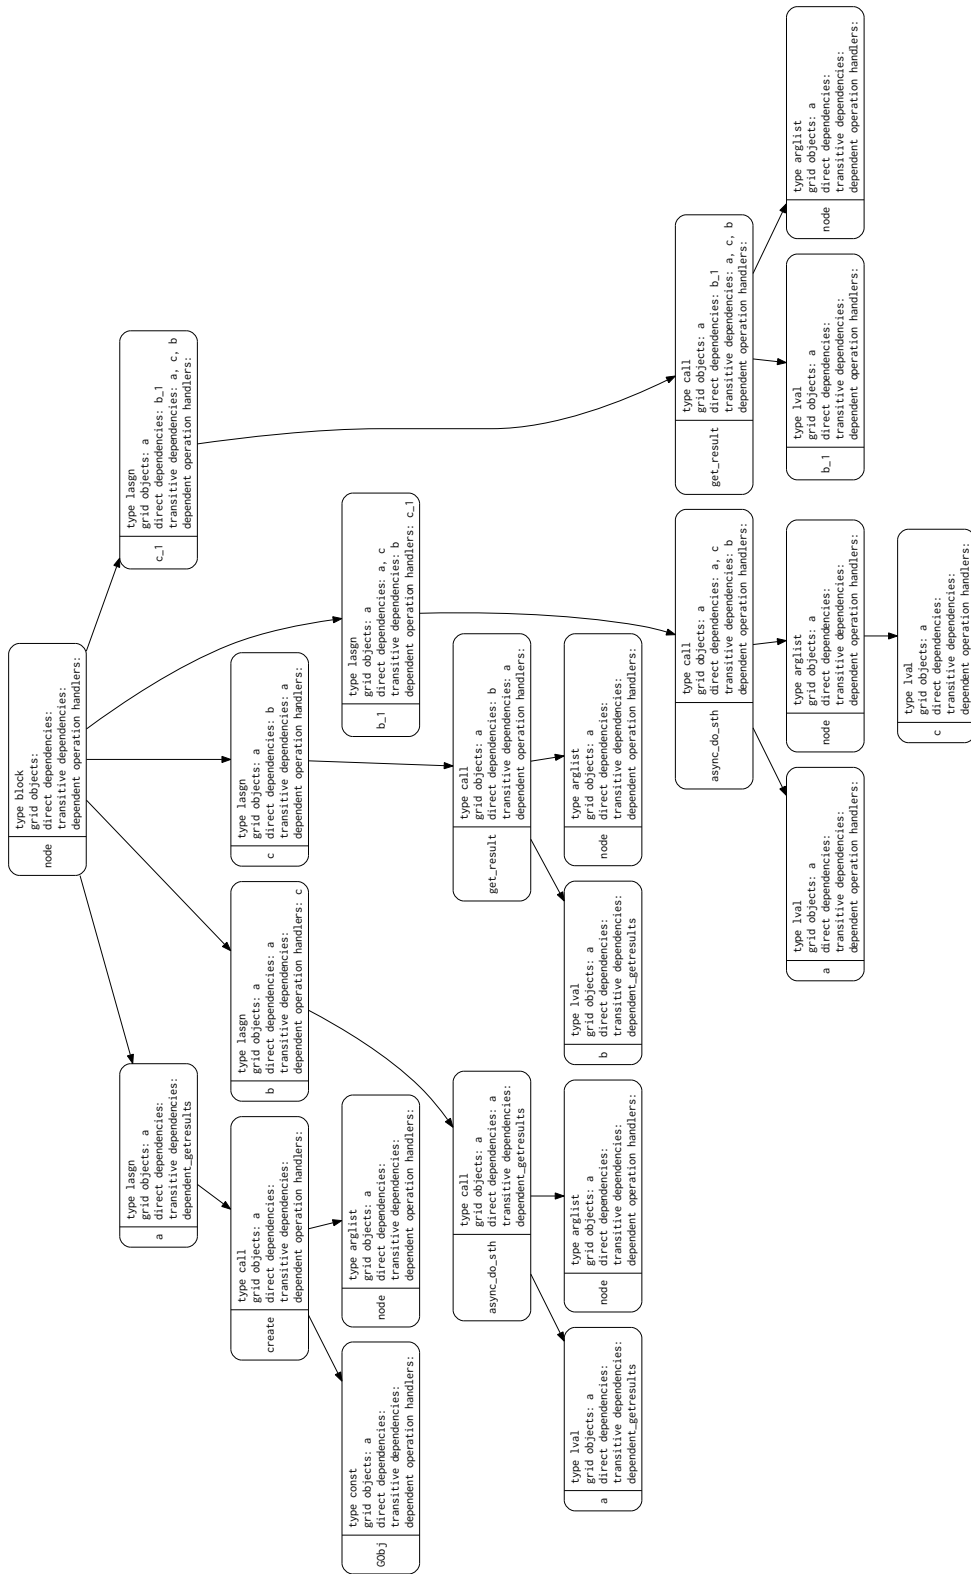 node
type block
grid objects:
direct dependencies:
transitive dependencies:
dependent operation handlers:
a
type lasgn
grid objects: a
direct dependencies:
transitive dependencies:
dependent_getresults
c_1
type lasgn
grid objects: a
direct dependencies: b_1
transitive dependencies: a, c, b
dependent operation handlers:
create
type call
grid objects: a
direct dependencies:
transitive dependencies:
dependent operation handlers:
b
type lasgn
grid objects: a
direct dependencies: a
transitive dependencies:
dependent operation handlers: c
c
type lasgn
grid objects: a
direct dependencies: b
transitive dependencies: a
dependent operation handlers:
GObj
type const
grid objects: a
direct dependencies:
transitive dependencies:
dependent operation handlers:
node
type arglist
grid objects: a
direct dependencies:
transitive dependencies:
dependent operation handlers:
b_1
type lasgn
grid objects: a
direct dependencies: a, c
transitive dependencies: b
dependent operation handlers: c_1
async_do_sth
type call
grid objects: a
direct dependencies: a
transitive dependencies:
dependent_getresults
get_result
type call
grid objects: a
direct dependencies: b
transitive dependencies: a
dependent operation handlers:
a
type lval
grid objects: a
direct dependencies:
transitive dependencies:
dependent_getresults
node
type arglist
grid objects: a
direct dependencies:
transitive dependencies:
dependent operation handlers:
b
type lval
grid objects: a
direct dependencies:
transitive dependencies:
dependent_getresults
node
type arglist
grid objects: a
direct dependencies:
transitive dependencies:
dependent operation handlers:
async_do_sth
type call
grid objects: a
direct dependencies: a, c
transitive dependencies: b
dependent operation handlers:
get_result
type call
grid objects: a
direct dependencies: b_1
transitive dependencies: a, c, b
dependent operation handlers:
a
type lval
grid objects: a
direct dependencies:
transitive dependencies:
dependent operation handlers:
node
type arglist
grid objects: a
direct dependencies:
transitive dependencies:
dependent operation handlers:
b_1
type lval
grid objects: a
direct dependencies:
transitive dependencies:
dependent operation handlers:
node
type arglist
grid objects: a
direct dependencies:
transitive dependencies:
dependent operation handlers:
c
type lval
grid objects: a
direct dependencies:
transitive dependencies:
dependent operation handlers: